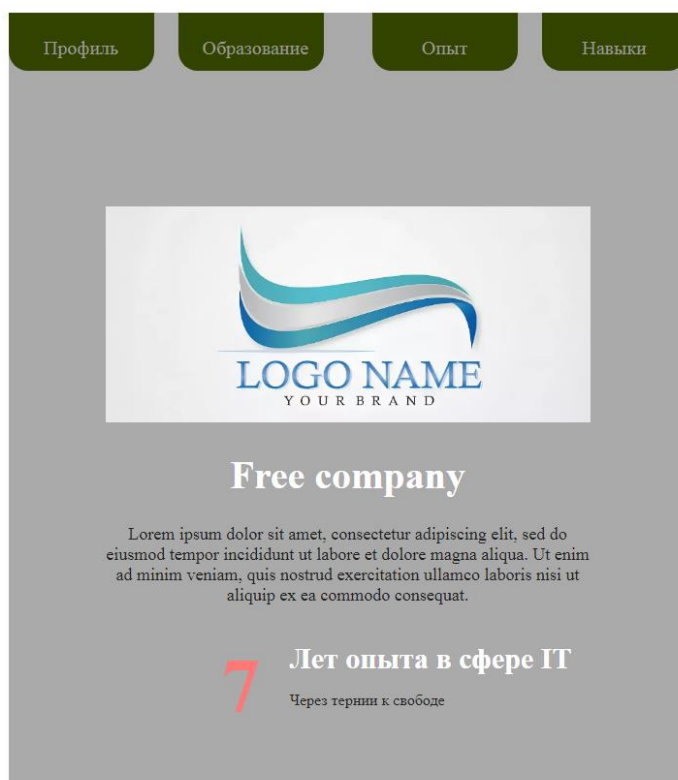 Профиль
Образование
Опыт
Навыки
LOGO NAME
YOUR BRAND
Free company
Lorem ipsum dolor sit amet, consectetur adipiscing elit, sed do
eiusmod tempor incididunt ut labore et dolore magna aliqua. Ut enim
ad minim veniam, quis nostrud exercitation ullamco laboris nisi ut
aliquip ex ea commodo consequat.
7
Лет опыта в сфере IT
Через тернии к свободе